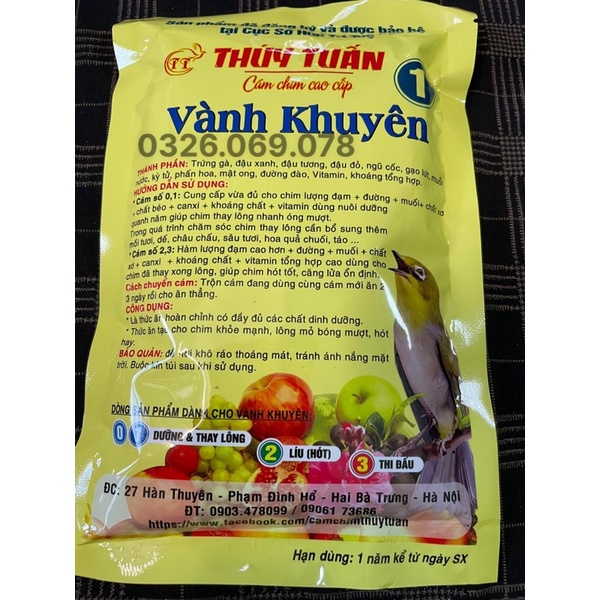 Sản phẩm đã đăng ký và được bảo hộ
tại Cục Sở Hữu Trí Tuệ
TT
THÚY TUẤN
Cám chim cao cấp
1
Vành Khuyên
0326.069.078
THÀNH PHẦN: Trứng gà, đậu xanh, đậu tương, đậu đỏ, ngũ cốc, gạo lứt, muối
nước, kỷ tử, phấn hoa, mật ong, đường đào, Vitamin, khoáng tổng hợp.
HƯỚNG DẪN SỬ DỤNG:
* Cám số 0,1: Cung cấp vừa đủ cho chim lượng đạm + đường + muối+ chất xơ
+ chất béo + canxi + khoáng chất + vitamin dùng nuôi dưỡng
quanh năm giúp chim thay lông nhanh óng mượt.
Trong quá trình chăm sóc chim thay lông cần bổ sung thêm
mồi tươi, dế, châu chấu, sâu tươi, hoa quả chuối, táo ...
* Cám số 2,3: Hàm lượng đạm cao hơn + đường + muối + chất
xơ + canxi + khoáng chất + vitamin tổng hợp cao dùng cho
chim đã thay xong lông, giúp chim hót tốt, căng lửa ổn định.
Cách chuyển cám: Trộn cám đang dùng cùng cám mới ăn 2
3 ngày rồi cho ăn thẳng.
CÔNG DỤNG:
* Là thức ăn hoàn chỉnh có đầy đủ các chất dinh dưỡng.
* Thức ăn tạo cho chim khỏe mạnh, lông mỏ bóng mượt, hót
hay.
BẢO QUẢN: để nơi khô ráo thoáng mát, tránh ánh nắng mặt
trời. Buộc kín túi sau khi sử dụng.
DÒNG SẢN PHẨM DÀNH CHO VÀNH KHUYÊN:
0 1 DƯỠNG & THAY LÔNG
2 LÍU (HÓT)
3 THI ĐẤU
ĐC: 27 Hàn Thuyên - Phạm Đình Hổ - Hai Bà Trưng - Hà Nội
ĐT: 0903.478099 / 09061 73686
https://www.facebook.com/camchimthuytuan
Hạn dùng: 1 năm kể từ ngày SX